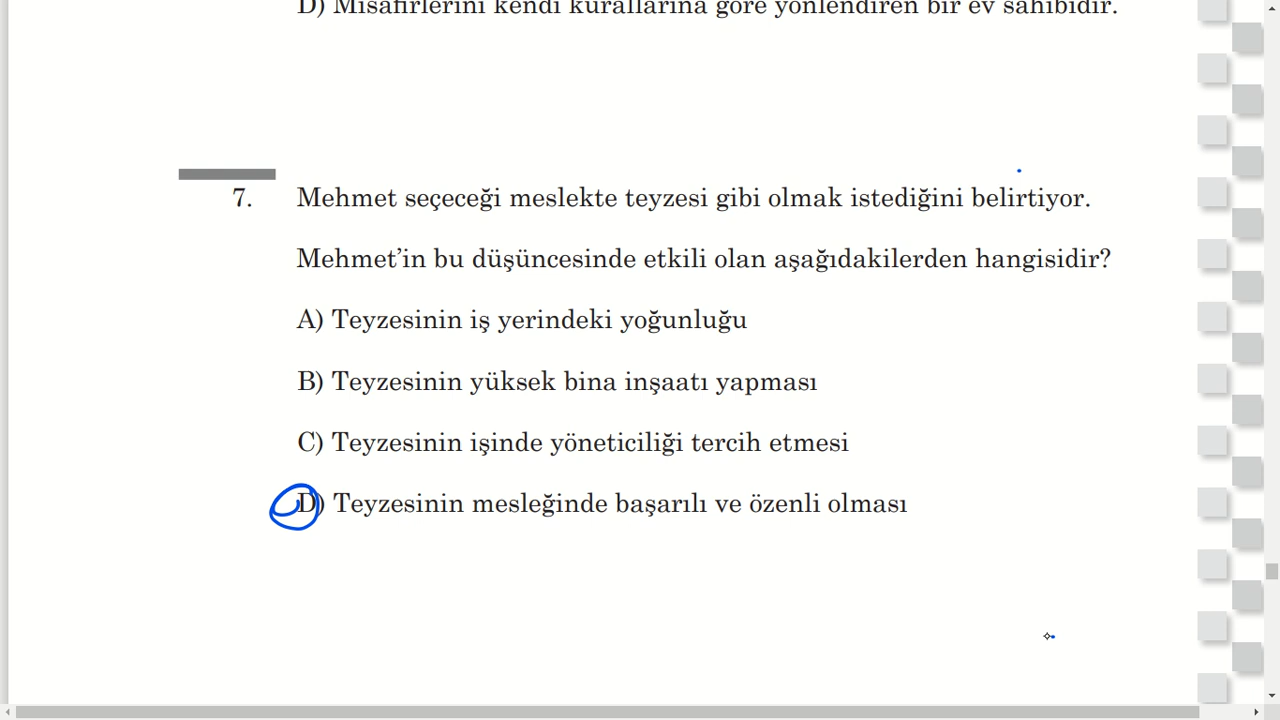 D) Misafirlerini kendi kurallarına göre yönlendiren bir ev sahibidir.
7. Mehmet seçeceği meslekte teyzesi gibi olmak istediğini belirtiyor.
Mehmet’in bu düşüncesinde etkili olan aşağıdakilerden hangisidir?
A) Teyzesinin iş yerindeki yoğunluğu
B) Teyzesinin yüksek bina inşaatı yapması
C) Teyzesinin işinde yöneticiliği tercih etmesi
D) Teyzesinin mesleğinde başarılı ve özenli olması